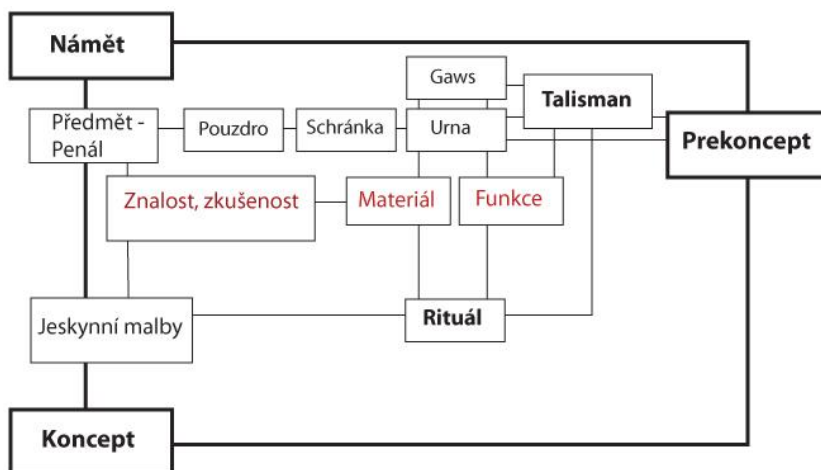 Námět
Gaws
Talisman
Předmět -
Penál
Pouzdro
Schránka
Urna
Prekoncept
Znalost, zkušenost
Materiál
Funkce
Jeskynní malby
Rituál
Koncept